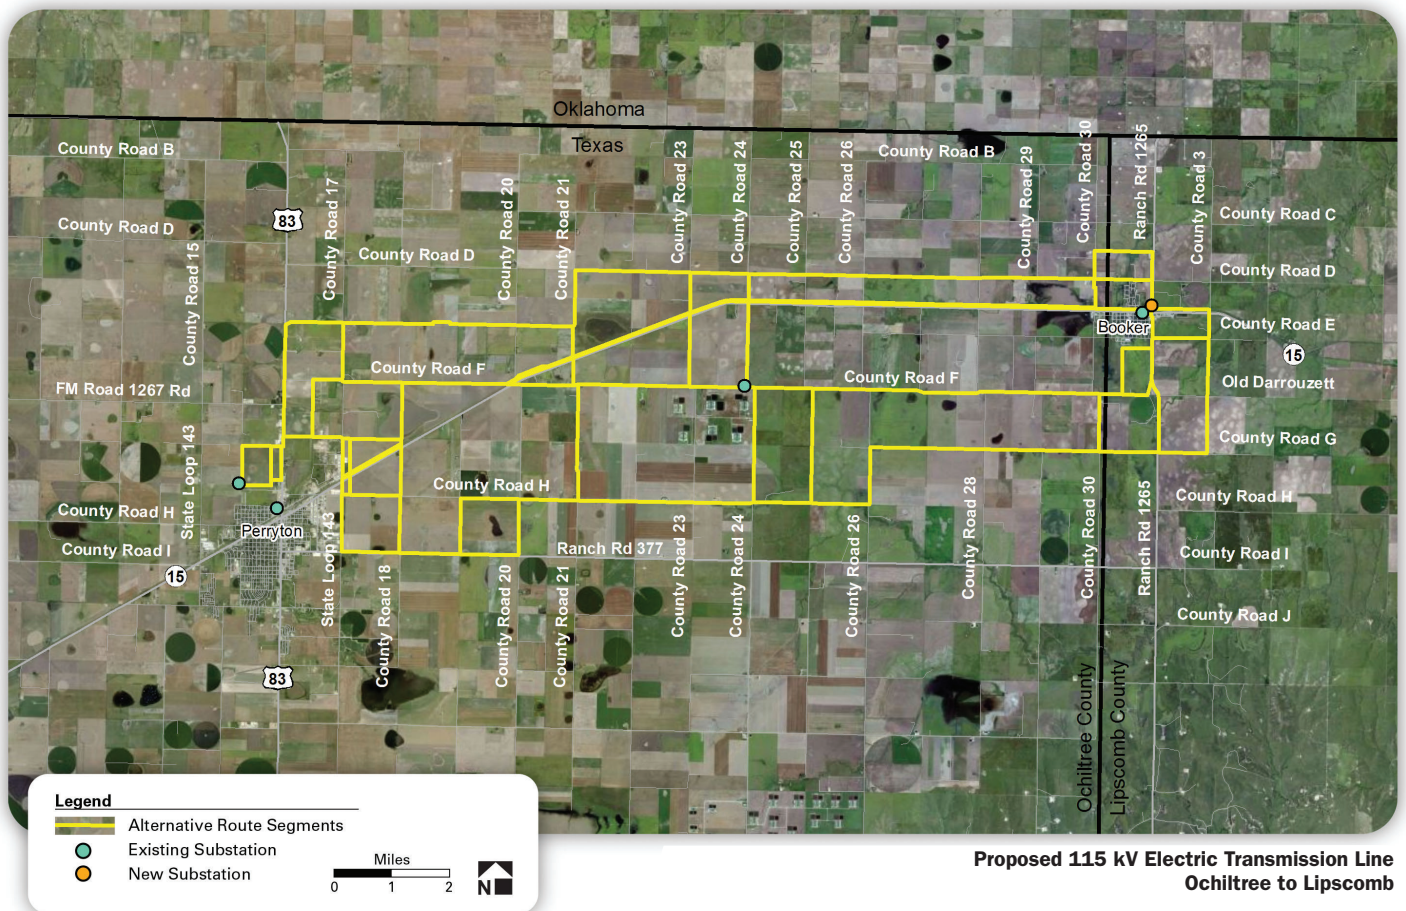 Oklahoma
Texas
County Road B
County Road B
County Road 23
County Road 24
County Road 25
County Road 26
County Road 29
County Road 30
Ranch Rd 1265
County Road 3
County Road C
County Road D
83
County Road 15
County Road 17
County Road D
County Road 20
County Road 21
County Road D
Booker
County Road E
15
FM Road 1267 Rd
County Road F
County Road F
Old Darrouzett
County Road G
State Loop 143
County Road H
County Road H
County Road H
Perryton
County Road I
15
State Loop 143
County Road 18
County Road 20
County Road 21
Ranch Rd 377
County Road 23
County Road 24
County Road 26
County Road 28
County Road 30
Ranch Rd 1265
County Road I
County Road J
83
Ochiltree County
Lipscomb County
Legend
Alternative Route Segments
Existing Substation
New Substation
Miles
0 1 2
N
Proposed 115 kV Electric Transmission Line
Ochiltree to Lipscomb